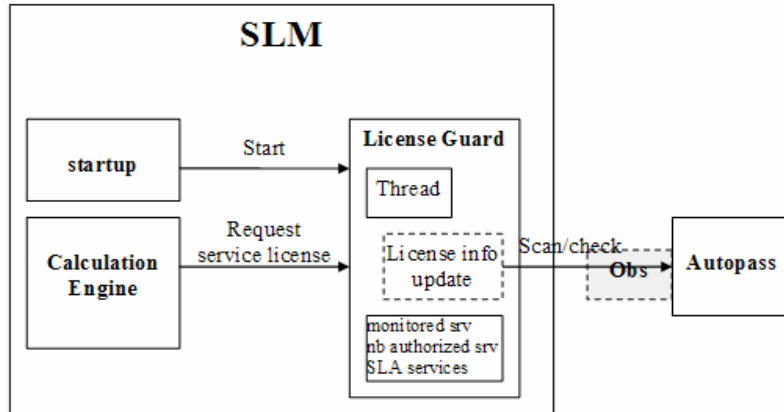 SLM
startup
Start
License Guard
Thread
Calculation
Engine
Request
service license
License info
update
Scan/check
Obs
Autopass
monitored srv
nb authorized srv
SLA services